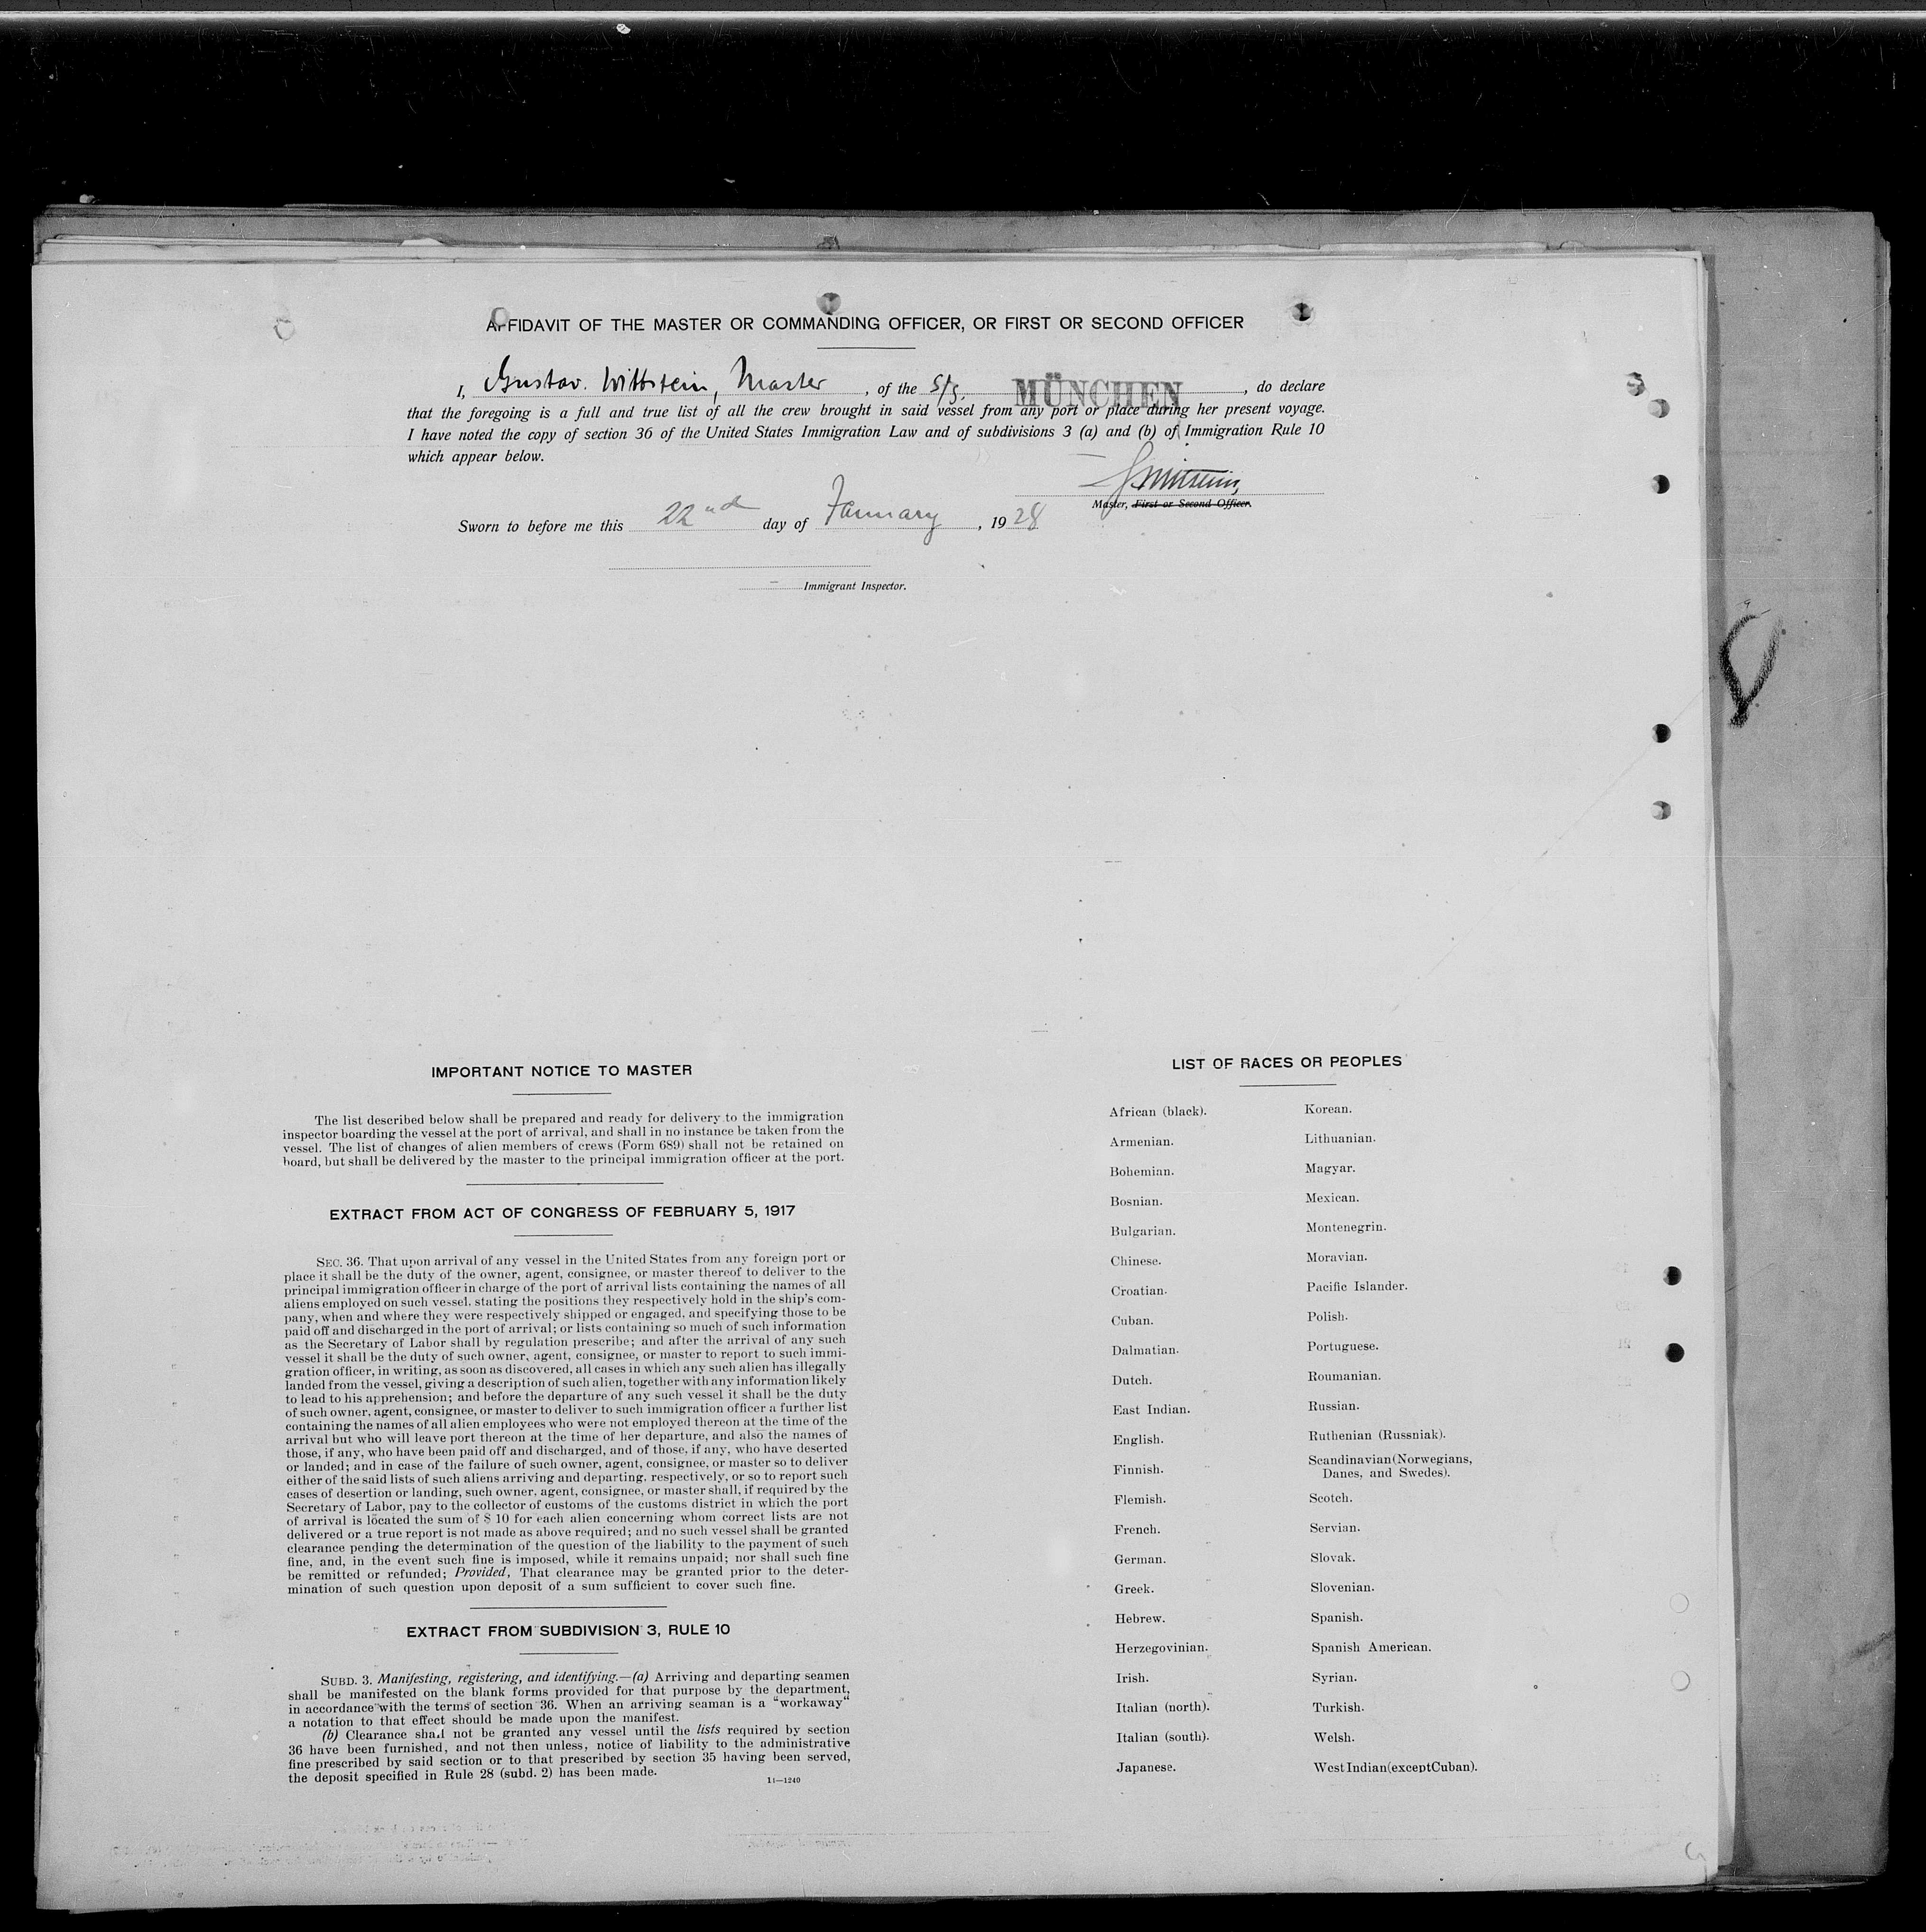 AFFIDAVIT OF THE MASTER OR COMMANDING OFFICER, OR FIRST OR SECOND OFFICER
I, Gustav. Wittstein, Master, of the S/S. MÜNCHEN, do declare
that the foregoing is a full and true list of all the crew brought in said vessel from any port or place during her present voyage.
I have noted the copy of section 36 of the United States Immigration Law and of subdivisions 3 (a) and (b) of Immigration Rule 10
which appear below.
GWittstein,
Master, First or Second Officer.
Sworn to before me this 22nd day of January, 1928
Immigrant Inspector.
IMPORTANT NOTICE TO MASTER
The list described below shall be prepared and ready for delivery to the immigration
inspector boarding the vessel at the port of arrival, and shall in no instance be taken from the
vessel. The list of changes of alien members of crews (Form 689) shall not be retained on
board, but shall be delivered by the master to the principal immigration officer at the port.
EXTRACT FROM ACT OF CONGRESS OF FEBRUARY 5, 1917
SEC. 36. That upon arrival of any vessel in the United States from any foreign port or
place it shall be the duty of the owner, agent, consignee, or master thereof to deliver to the
principal immigration officer in charge of the port of arrival lists containing the names of all
aliens employed on such vessel, stating the positions they respectively hold in the ship's com-
pany, when and where they were respectively shipped or engaged, and specifying those to be
paid off and discharged in the port of arrival; or lists containing so much of such information
as the Secretary of Labor shall by regulation prescribe; and after the arrival of any such
vessel it shall be the duty of such owner, agent, consignee, or master to report to such immi-
gration officer, in writing, as soon as discovered, all cases in which any such alien has illegally
landed from the vessel, giving a description of such alien, together with any information likely
to lead to his apprehension; and before the departure of any such vessel it shall be the duty
of such owner, agent, consignee, or master to deliver to such immigration officer a further list
containing the names of all alien employees who were not employed thereon at the time of the
arrival but who will leave port thereon at the time of her departure, and also the names of
those, if any, who have been paid off and discharged, and of those, if any, who have deserted
or landed; and in case of the failure of such owner, agent, consignee, or master so to deliver
either of the said lists of such aliens arriving and departing, respectively, or so to report such
cases of desertion or landing, such owner, agent, consignee, or master shall, if required by the
Secretary of Labor, pay to the collector of customs of the customs district in which the port
of arrival is located the sum of $ 10 for each alien concerning whom correct lists are not
delivered or a true report is not made as above required; and no such vessel shall be granted
clearance pending the determination of the question of the liability to the payment of such
fine, and, in the event such fine is imposed, while it remains unpaid; nor shall such fine
be remitted or refunded; Provided, That clearance may be granted prior to the deter-
mination of such question upon deposit of a sum sufficient to cover such fine.
EXTRACT FROM SUBDIVISION 3, RULE 10
SUBD. 3. Manifesting, registering, and identifying.—(a) Arriving and departing seamen
shall be manifested on the blank forms provided for that purpose by the department,
in accordance with the terms of section 36. When an arriving seaman is a “workaway“
a notation to that effect should be made upon the manifest.
(b) Clearance shall not be granted any vessel until the lists required by section
36 have been furnished, and not then unless, notice of liability to the administrative
fine prescribed by said section or to that prescribed by section 35 having been served,
the deposit specified in Rule 28 (subd. 2) has been made.
11—1240
LIST OF RACES OR PEOPLES
African (black).
Armenian.
Bohemian.
Bosnian.
Bulgarian.
Chinese.
Croatian.
Cuban.
Dalmatian.
Dutch.
East Indian.
English.
Finnish.
Flemish.
French.
German.
Greek.
Hebrew.
Herzegovinian.
Irish.
Italian (north).
Italian (south).
Japanese.
Korean.
Lithuanian.
Magyar.
Mexican.
Montenegrin.
Moravian.
Pacific Islander.
Polish.
Portuguese.
Roumanian.
Russian.
Ruthenian (Russniak).
Scandinavian(Norwegians,
Danes, and Swedes).
Scotch.
Servian.
Slovak.
Slovenian.
Spanish.
Spanish American.
Syrian.
Turkish.
Welsh.
West Indian(except Cuban).